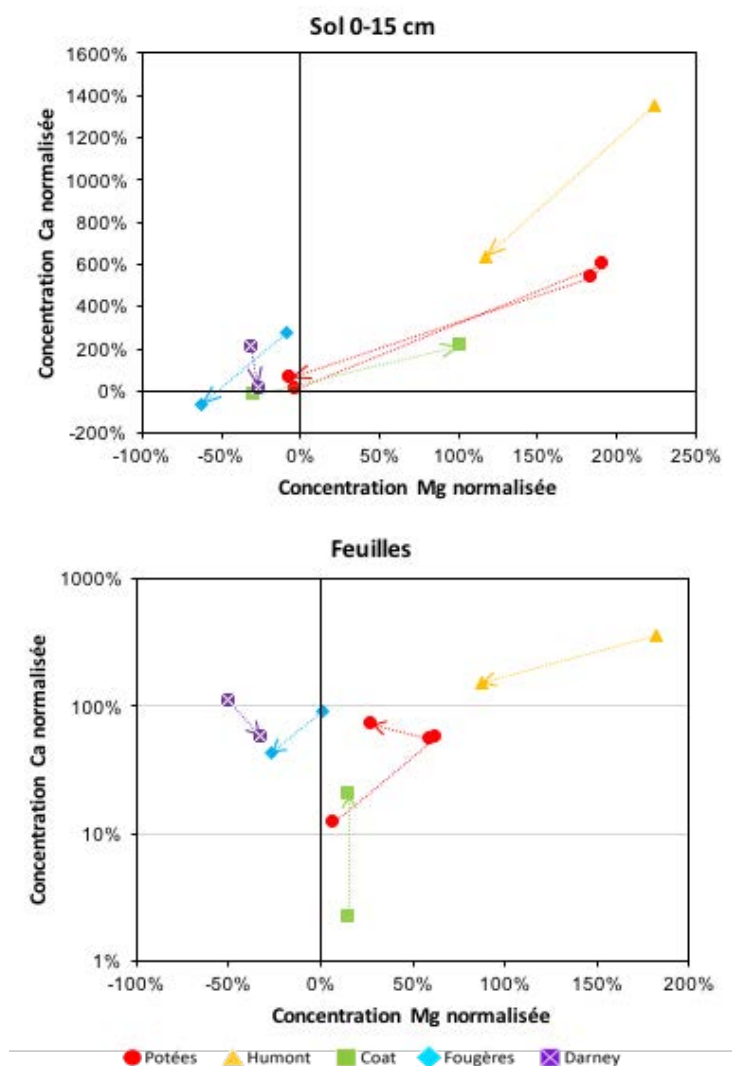 Sol 0-15 cm
1600%
1400%
1200%
1000%
800%
600%
400%
200%
0%
-200%
Concentration Ca normalisée
-100% -50% 0% 50% 100% 150% 200% 250%
Concentration Mg normalisée
Feuilles
1000%
100%
10%
1%
Concentration Ca normalisée
-100% -50% 0% 50% 100% 150% 200%
Concentration Mg normalisée
Potées Humont Coat Fougères Darney